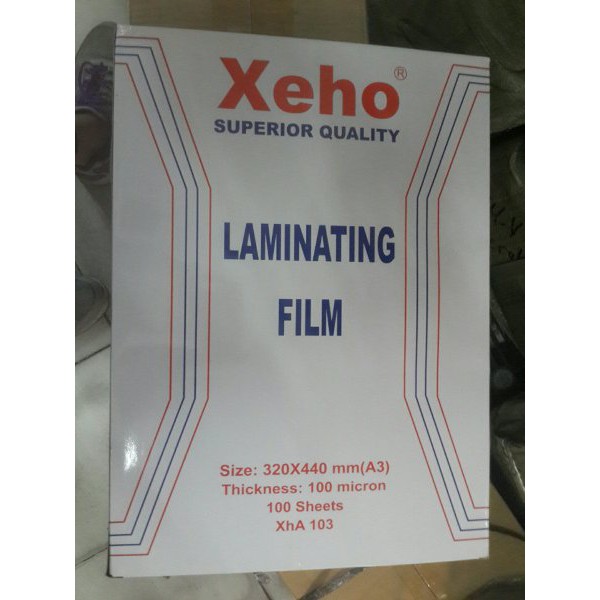 Xeho®
SUPERIOR QUALITY
LAMINATING
FILM
Size: 320X440 mm(A3)
Thickness: 100 micron
100 Sheets
XhA 103